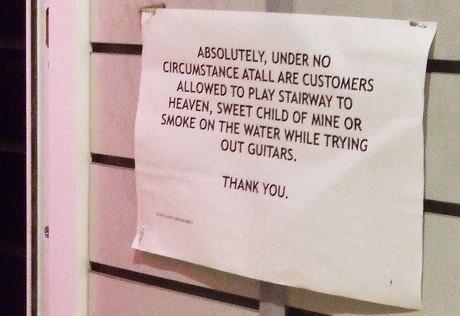 ABSOLUTELY, UNDER NO
CIRCUMSTANCE ATALL ARE CUSTOMERS
ALLOWED TO PLAY STAIRWAY TO
HEAVEN, SWEET CHILD OF MINE OR
SMOKE ON THE WATER WHILE TRYING
OUT GUITARS.
THANK YOU.